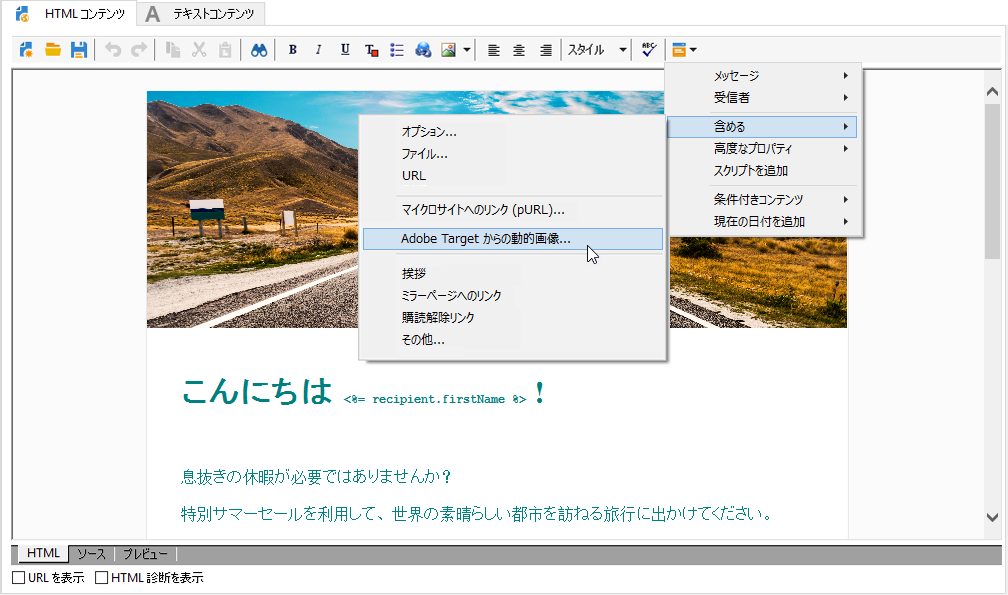 HTML コンテンツ
A テキストコンテンツ
B I U T スタイル ABC
メッセージ
受信者
含める
高度なプロパティ
スクリプトを追加
条件付きコンテンツ
現在の日付を追加
オプション...
ファイル...
URL
マイクロサイトへのリンク (pURL)...
Adobe Target からの動的画像...
挨拶
ミラーページへのリンク
購読解除リンク
その他...
こんにちは <%= recipient.firstName %> !
息抜きの休暇が必要ではありませんか？
特別サマーセールを利用して、世界の素晴らしい都市を訪ねる旅行に出かけてください。
HTML ソース プレビュー
URL を表示 HTML 診断を表示